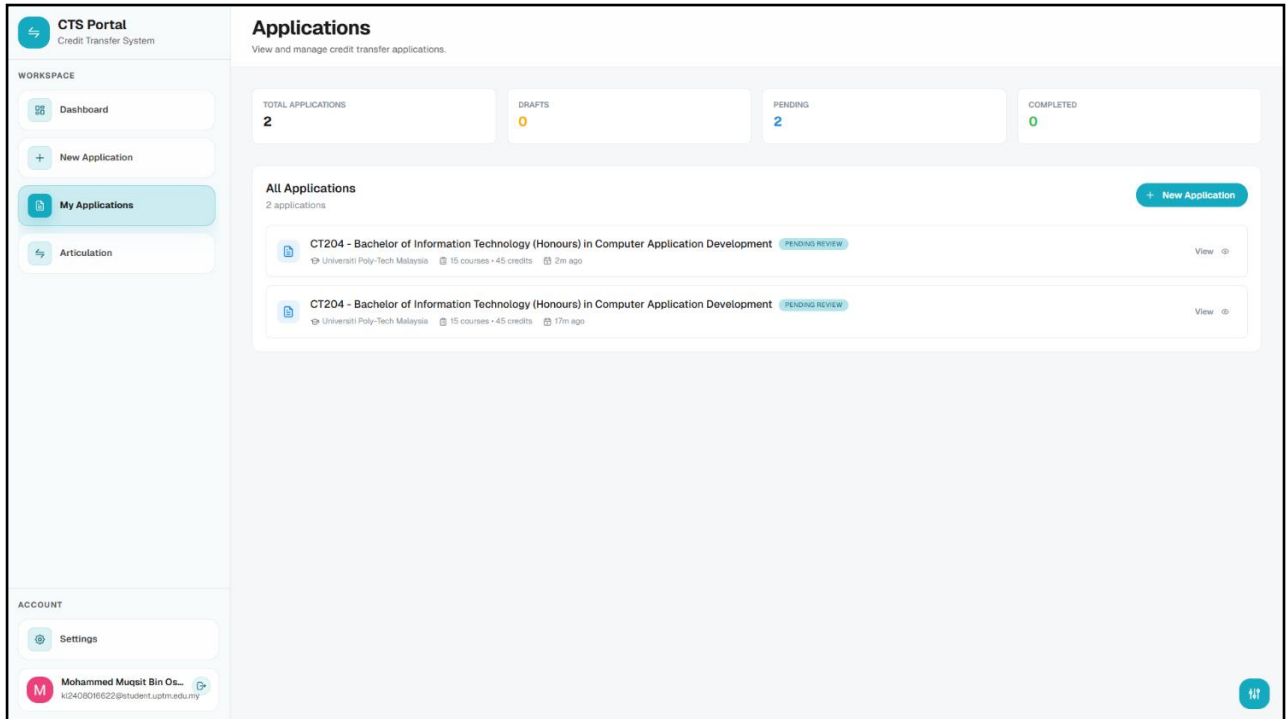 CTS Portal
Credit Transfer System
WORKSPACE
Dashboard
New Application
My Applications
Articulation
ACCOUNT
Settings
M
Mohammed Muqsit Bin Os...
kl2408016622@student.uptm.edu.my
Applications
View and manage credit transfer applications.
TOTAL APPLICATIONS
2
DRAFTS
0
PENDING
2
COMPLETED
0
All Applications
2 applications
+ New Application
CT204 - Bachelor of Information Technology (Honours) in Computer Application Development PENDING REVIEW
Universiti Poly-Tech Malaysia 15 courses • 45 credits 2m ago
View
CT204 - Bachelor of Information Technology (Honours) in Computer Application Development PENDING REVIEW
Universiti Poly-Tech Malaysia 15 courses • 45 credits 17m ago
View